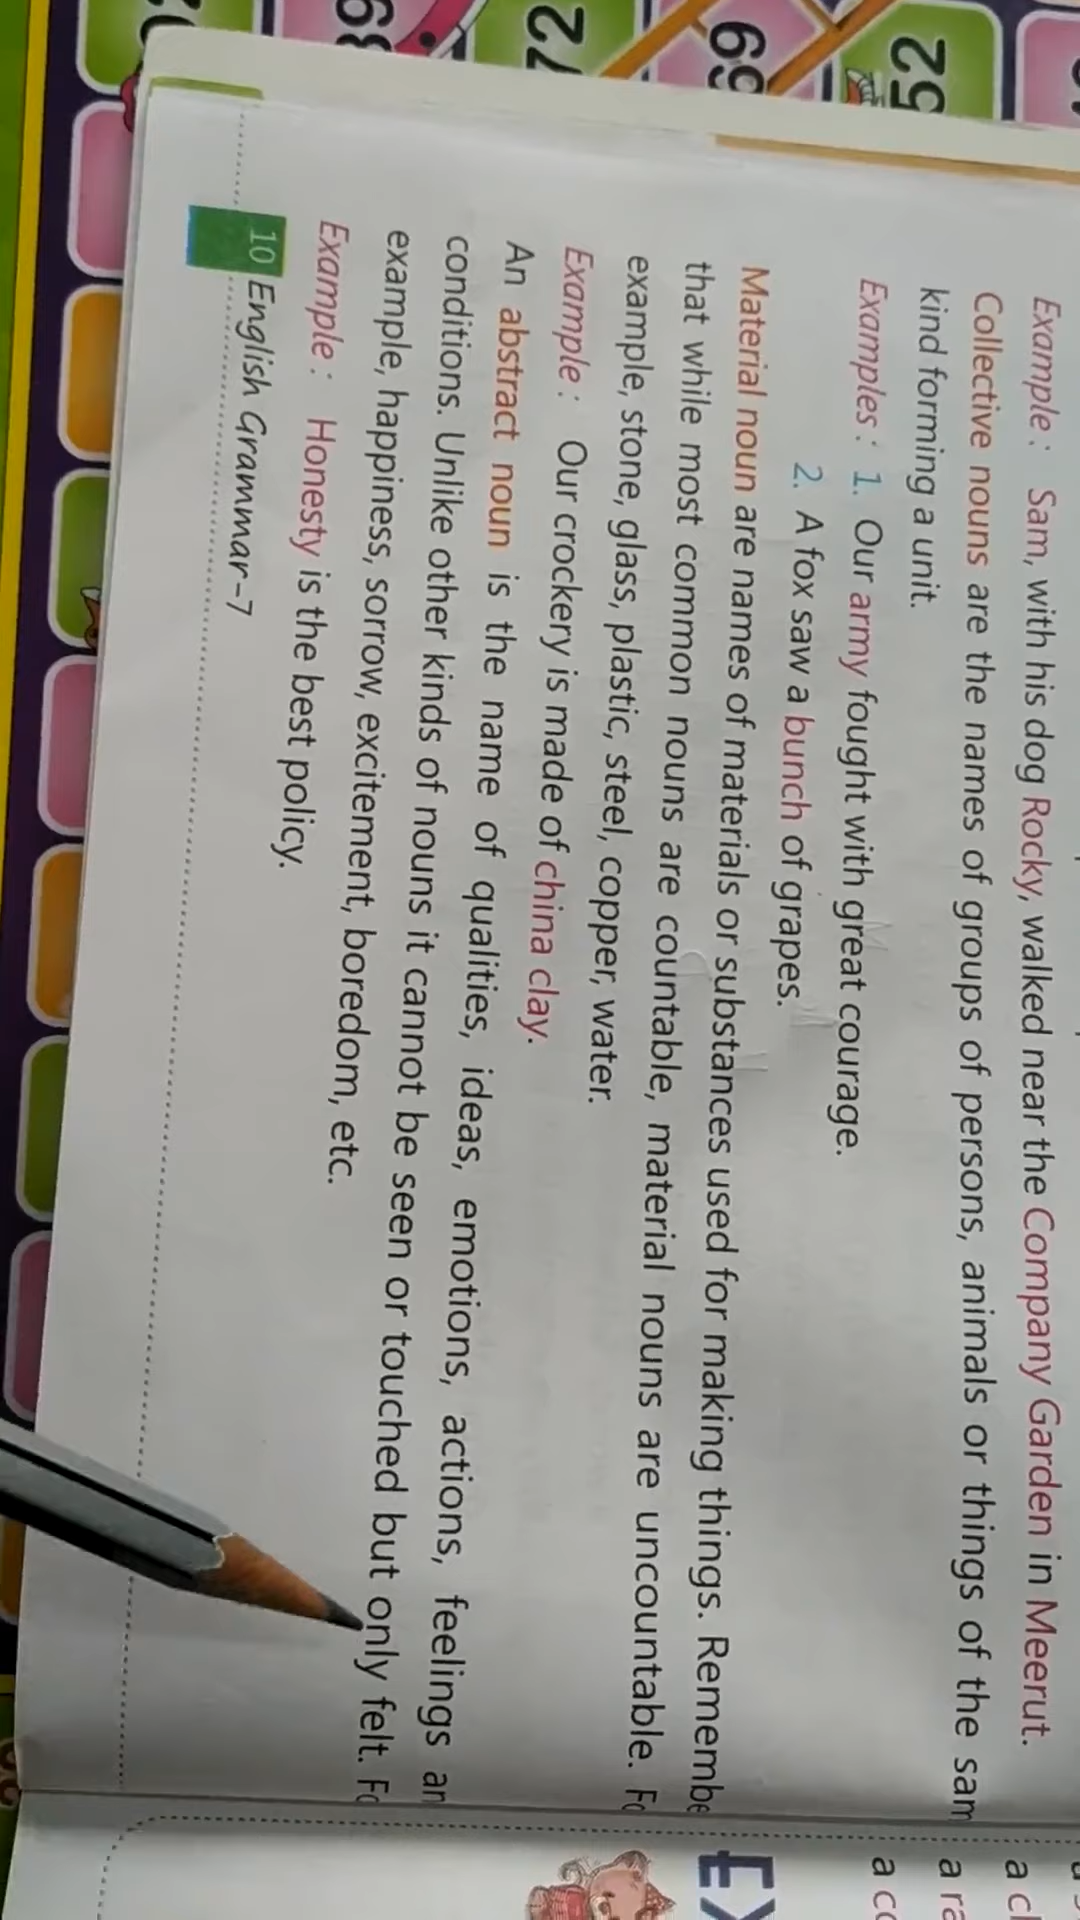 52
69
72
68
Example : Sam, with his dog Rocky, walked near the Company Garden in Meerut.
Collective nouns are the names of groups of persons, animals or things of the
kind forming a unit.
Examples : 1. Our army fought with great courage.
2. A fox saw a bunch of grapes.
Material noun are names of materials or substances used for making things.
that while most common nouns are countable, material nouns are uncountable.
example, stone, glass, plastic, steel, copper, water.
Example : Our crockery is made of china clay.
An abstract noun is the name of qualities, ideas, emotions, actions, feelings
conditions. Unlike other kinds of nouns it cannot be seen or touched but only felt.
example, happiness, sorrow, excitement, boredom, etc.
Example : Honesty is the best policy.
10 English Grammar-7
a
a
a